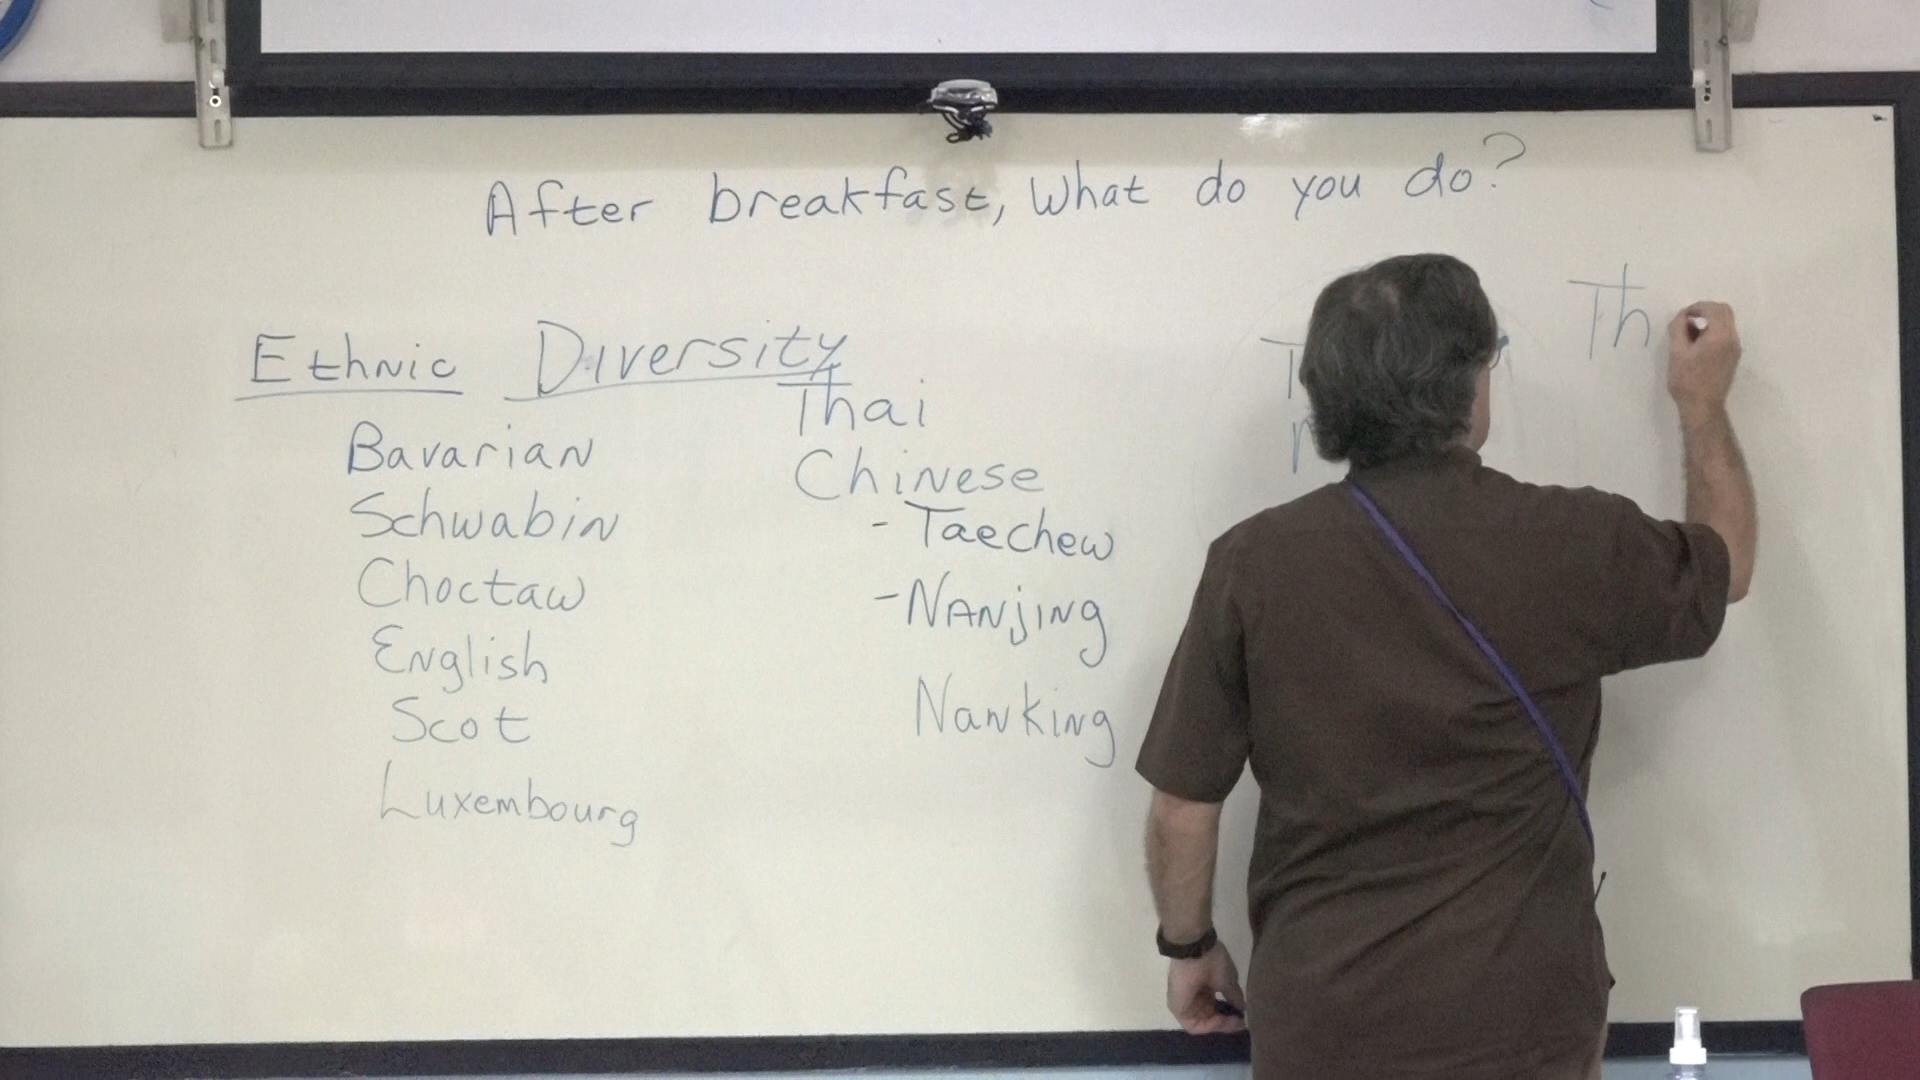 After breakfast, What do you do?
Ethnic Diversity
Bavarian
Schwabin
Choctaw
English
Scot
Luxembourg
Thai
Chinese
- Taechew
- Nanjing
Nanking
Th